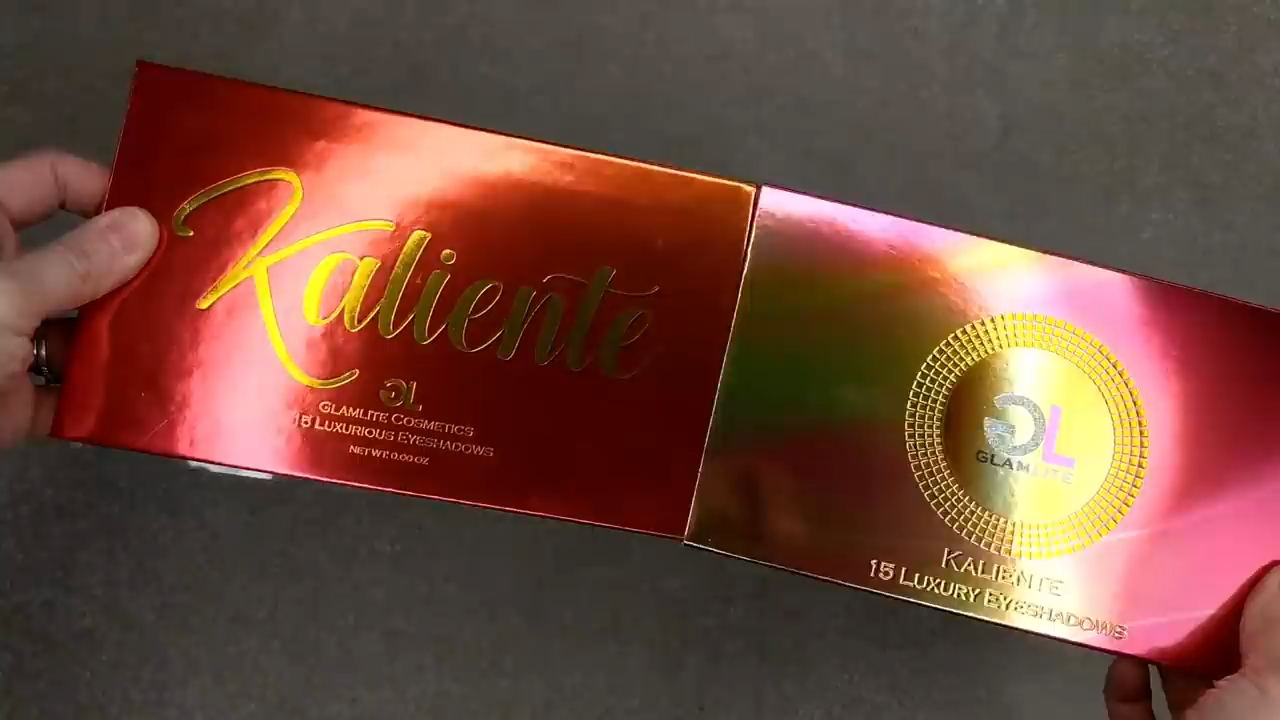 Kaliente
GL
GLAMLITE COSMETICS
15 LUXURIOUS EYESHADOWS
NET WT: 0.00 OZ
GL
GLAMLITE
KALIENTE
15 LUXURY EYESHADOWS